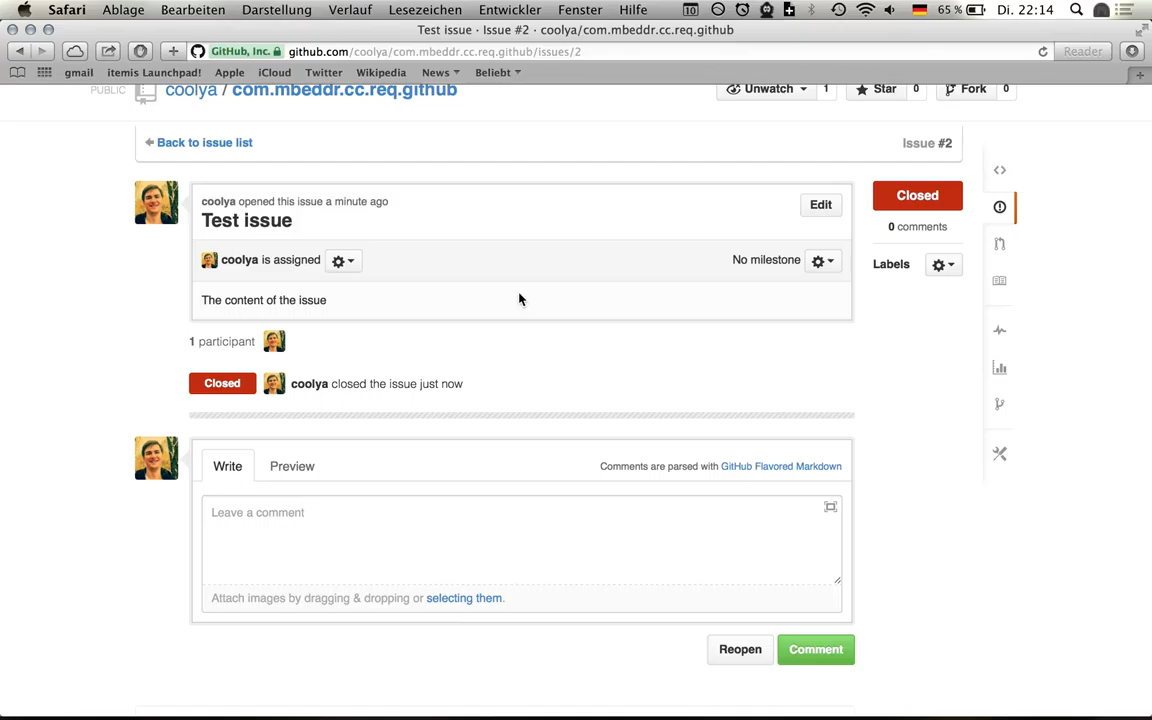 Safari Ablage Bearbeiten Darstellung Verlauf Lesezeichen Entwickler Fenster Hilfe 10 65 % Di. 22:14
Test issue · Issue #2 · coolya/com.mbeddr.cc.req.github
GitHub, Inc. github.com/coolya/com.mbeddr.cc.req.github/issues/2 Reader
gmail itemis Launchpad! Apple iCloud Twitter Wikipedia News Beliebt
PUBLIC coolya / com.mbeddr.cc.req.github Unwatch 1 Star 0 Fork 0
Back to issue list Issue #2
coolya opened this issue a minute ago
Test issue
Edit
Closed
0 comments
coolya is assigned No milestone
Labels
The content of the issue
1 participant
Closed coolya closed the issue just now
Write Preview Comments are parsed with GitHub Flavored Markdown
Leave a comment
Attach images by dragging & dropping or selecting them.
Reopen Comment